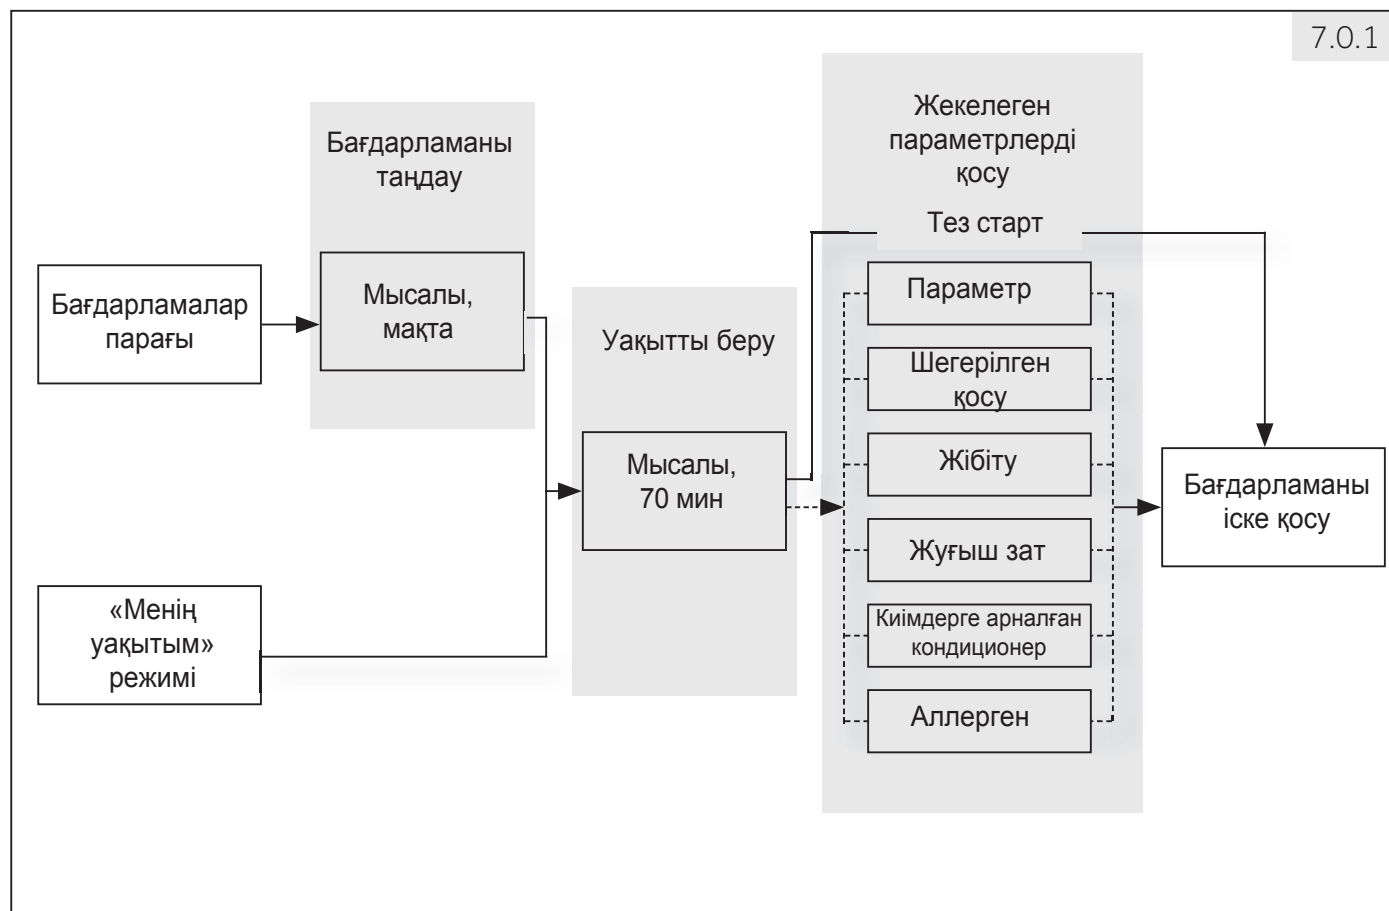 7.0.1
Бағдарламалар
парағы
«Менің
уақытым»
режимі
Бағдарламаны
таңдау
Мысалы,
мақта
Уақытты беру
Мысалы,
70 мин
Жекелеген
параметрлерді
қосу
Тез старт
Параметр
Шегерілген
қосу
Жібіту
Жуғыш зат
Киімдерге арналған
кондиционер
Аллерген
Бағдарламаны
іске қосу